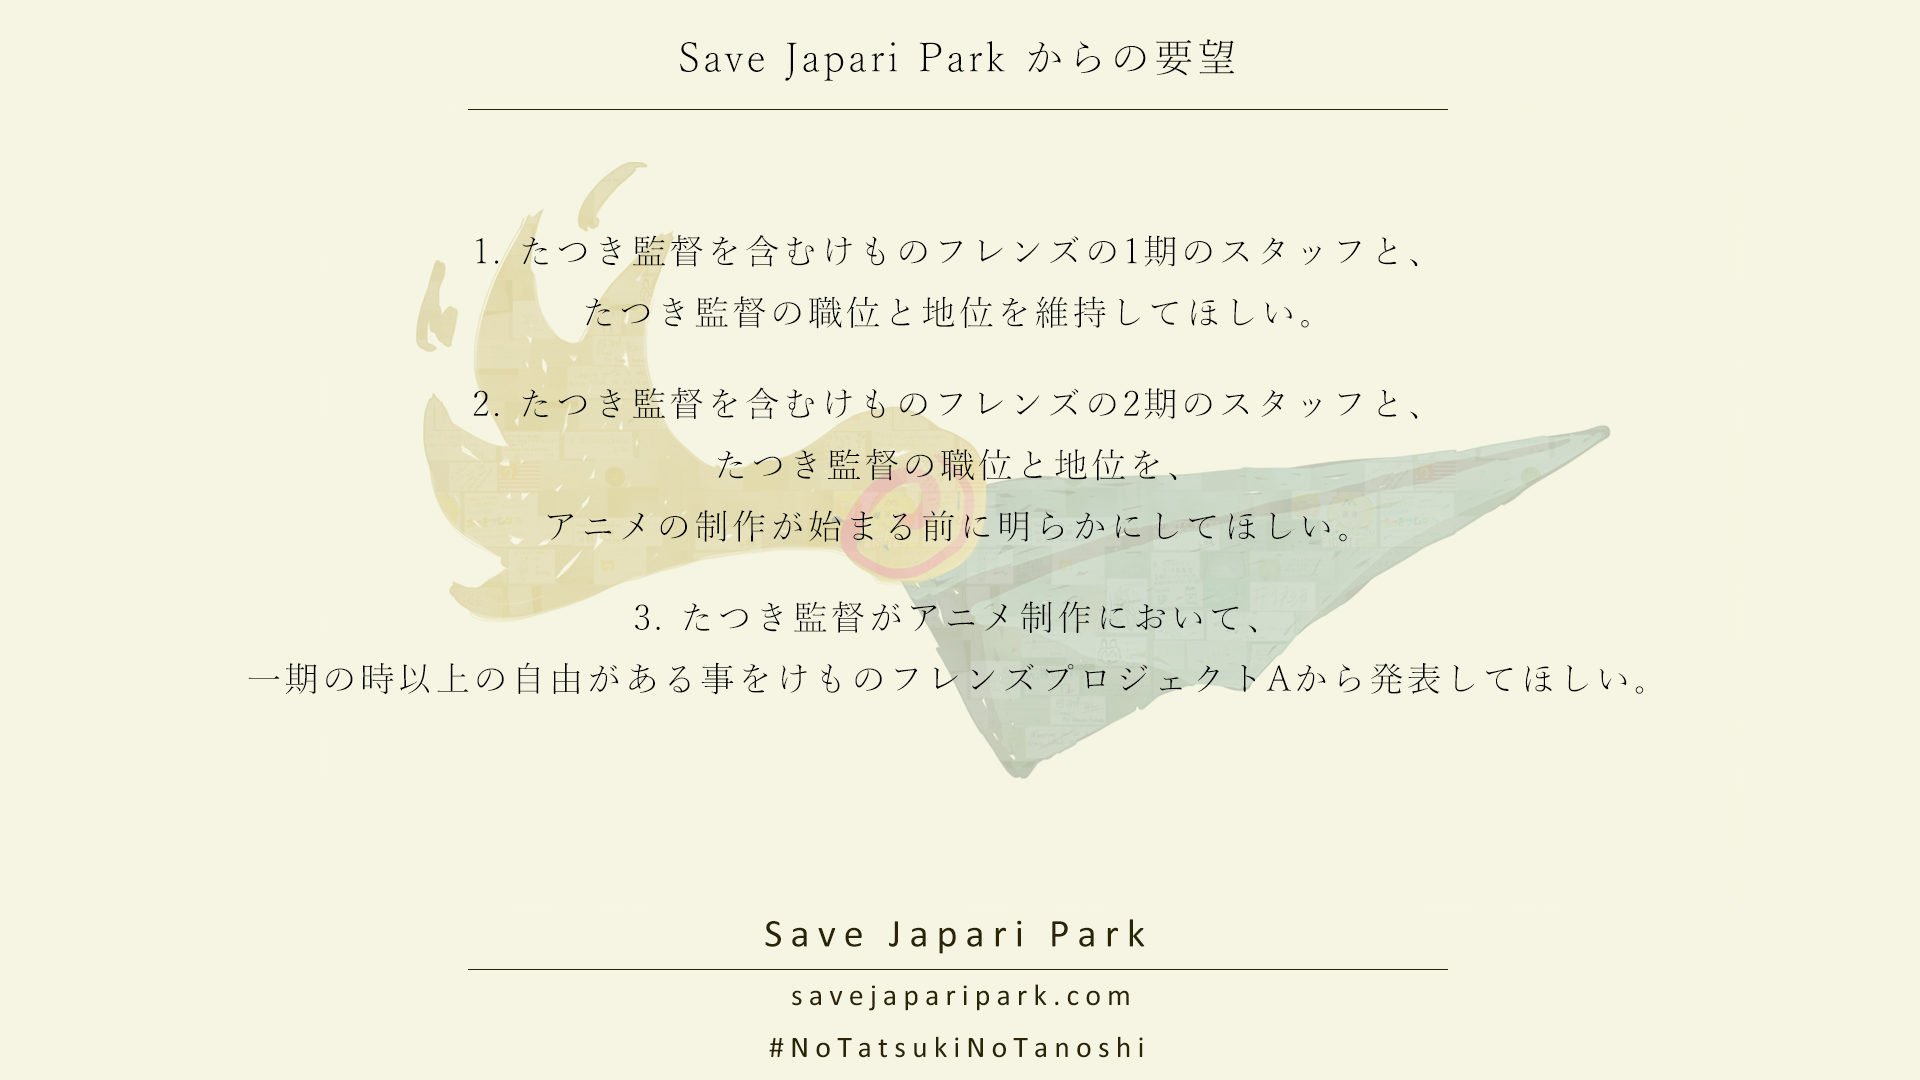 Save Japari Park からの要望
1. たつき監督を含むけものフレンズの1期のスタッフと、
たつき監督の職位と地位を維持してほしい。
2. たつき監督を含むけものフレンズの2期のスタッフと、
たつき監督の職位と地位を、
アニメの制作が始まる前に明らかにしてほしい。
3. たつき監督がアニメ制作において、
一期の時以上の自由がある事をけものフレンズプロジェクトAから発表してほしい。
Save Japari Park
savejaparipark.com
#NoTatsukiNoTanoshi